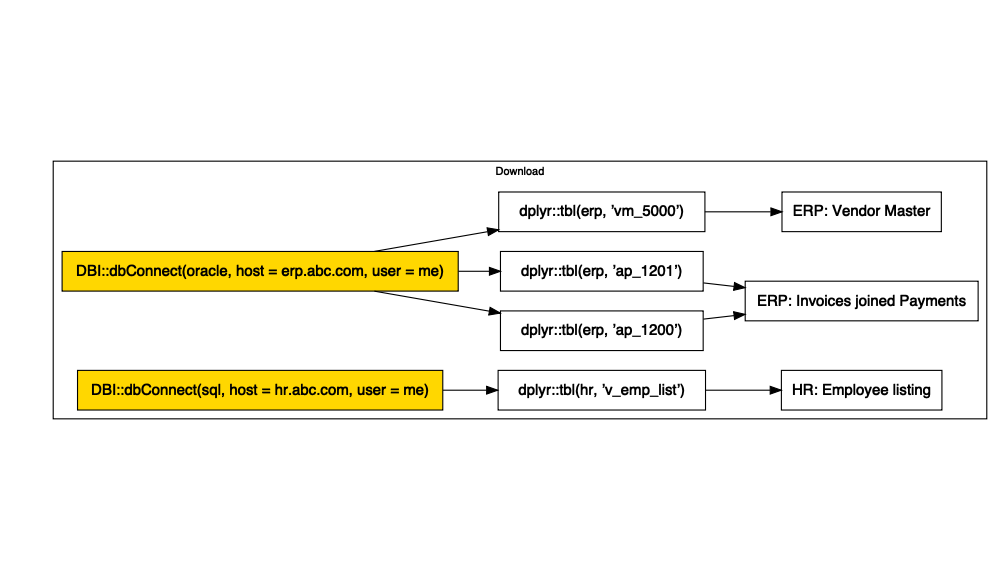 Download
dplyr::tbl(erp, ’vm_5000’)
ERP: Vendor Master
DBI::dbConnect(oracle, host = erp.abc.com, user = me)
dplyr::tbl(erp, ’ap_1201’)
ERP: Invoices joined Payments
dplyr::tbl(erp, ’ap_1200’)
DBI::dbConnect(sql, host = hr.abc.com, user = me)
dplyr::tbl(hr, ’v_emp_list’)
HR: Employee listing